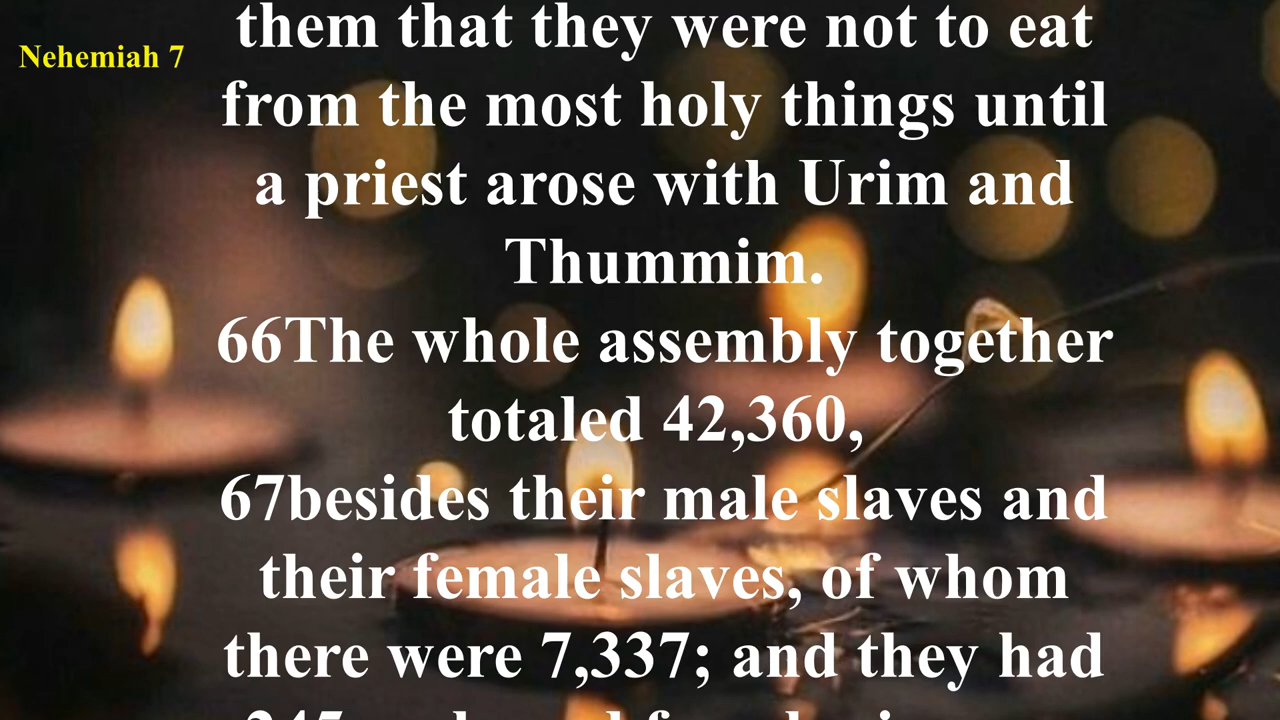 Nehemiah 7
them that they were not to eat
from the most holy things until
a priest arose with Urim and
Thummim.
66The whole assembly together
totaled 42,360,
67besides their male slaves and
their female slaves, of whom
there were 7,337; and they had